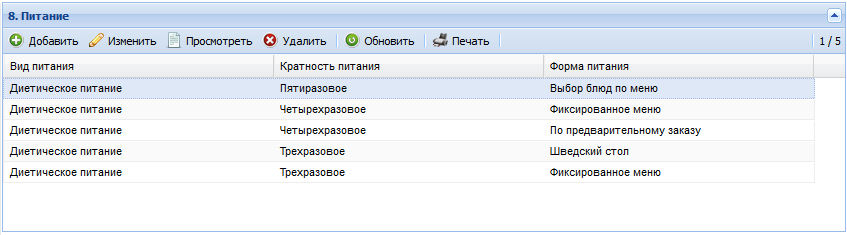 8. Питание
Добавить Изменить Просмотреть Удалить Обновить Печать 1 / 5
Вид питания Кратность питания Форма питания
Диетическое питание Пятиразовое Выбор блюд по меню
Диетическое питание Четырехразовое Фиксированное меню
Диетическое питание Четырехразовое По предварительному заказу
Диетическое питание Трехразовое Шведский стол
Диетическое питание Трехразовое Фиксированное меню